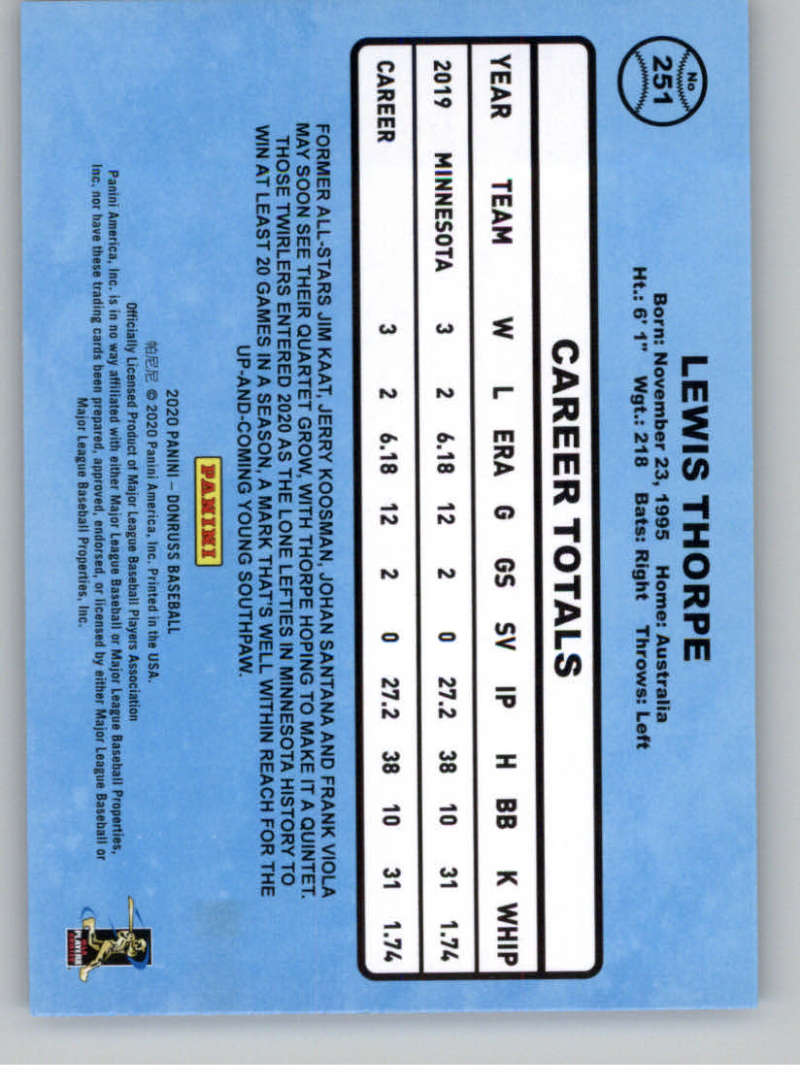 No
251
LEWIS THORPE
Born: November 23, 1995 Home: Australia
Ht.: 6' 1" Wgt.: 218 Bats: Right Throws: Left
CAREER TOTALS
YEAR TEAM W L ERA G GS SV IP H BB K WHIP
2019 MINNESOTA 3 2 6.18 12 2 0 27.2 38 10 31 1.74
CAREER 3 2 6.18 12 2 0 27.2 38 10 31 1.74
FORMER ALL-STARS JIM KAAT, JERRY KOOSMAN, JOHAN SANTANA AND FRANK VIOLA
MAY SOON SEE THEIR QUARTET GROW, WITH THORPE HOPING TO MAKE IT A QUINTET.
THOSE TWIRLERS ENTERED 2020 AS THE LONE LEFTIES IN MINNESOTA HISTORY TO
WIN AT LEAST 20 GAMES IN A SEASON, A MARK THAT'S WELL WITHIN REACH FOR THE
UP-AND-COMING YOUNG SOUTHPAW.
PANINI
2020 PANINI – DONRUSS BASEBALL
帕尼尼 © 2020 Panini America, Inc. Printed in the USA.
Officially Licensed Product of Major League Baseball Players Association
Panini America, Inc. is in no way affiliated with either Major League Baseball or Major League Baseball Properties,
Inc. nor have these trading cards been prepared, approved, endorsed, or licensed by either Major League Baseball or
Major League Baseball Properties, Inc.
PLAYERS